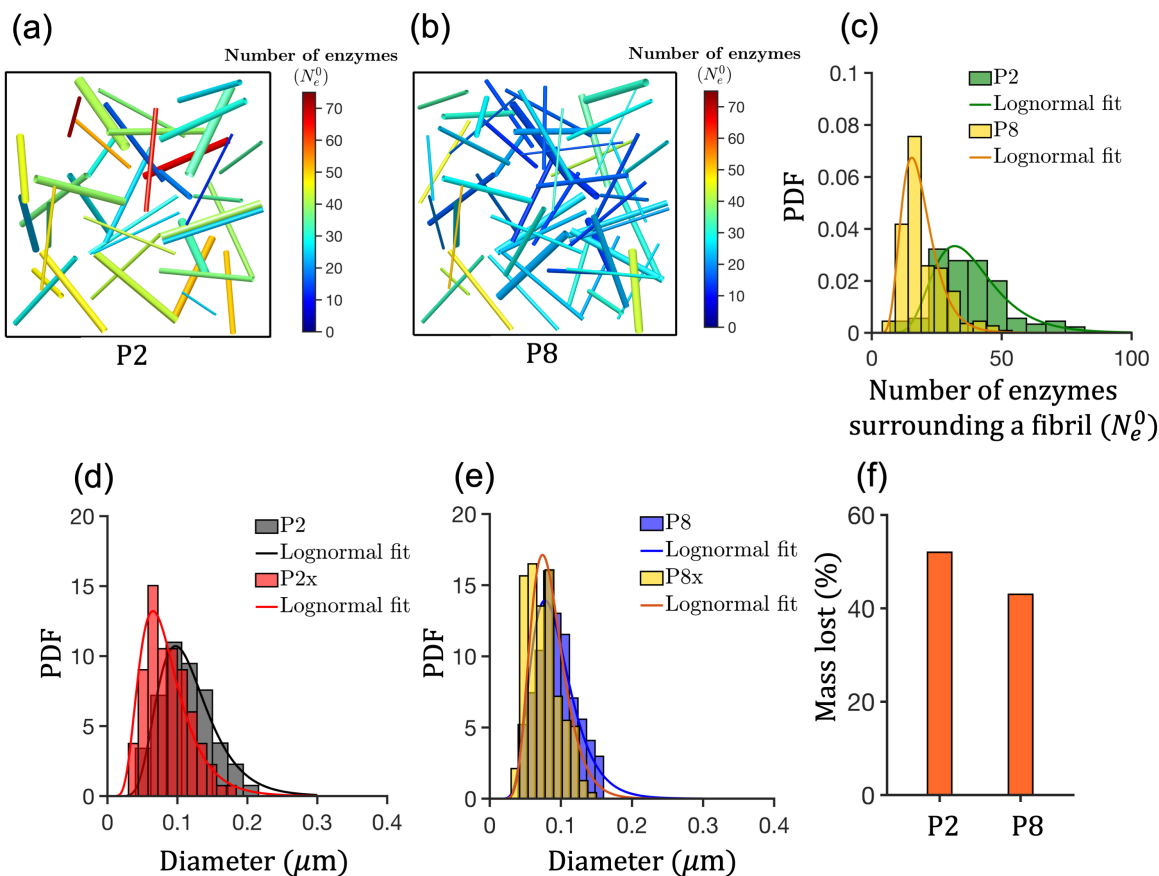 (a)
Number of enzymes
(N_e^0)
70
60
50
40
30
20
10
0
P2
(b)
Number of enzymes
(N_e^0)
70
60
50
40
30
20
10
0
P8
(c)
P2
Lognormal fit
P8
Lognormal fit
PDF
0.1
0.08
0.06
0.04
0.02
0
0 50 100
Number of enzymes
surrounding a fibril (N_e^0)
(d)
P2
Lognormal fit
P2x
Lognormal fit
PDF
20
15
10
5
0
0 0.1 0.2 0.3 0.4
Diameter (μm)
(e)
P8
Lognormal fit
P8x
Lognormal fit
PDF
20
15
10
5
0
0 0.1 0.2 0.3 0.4
Diameter (μm)
(f)
Mass lost (%)
60
40
20
0
P2 P8